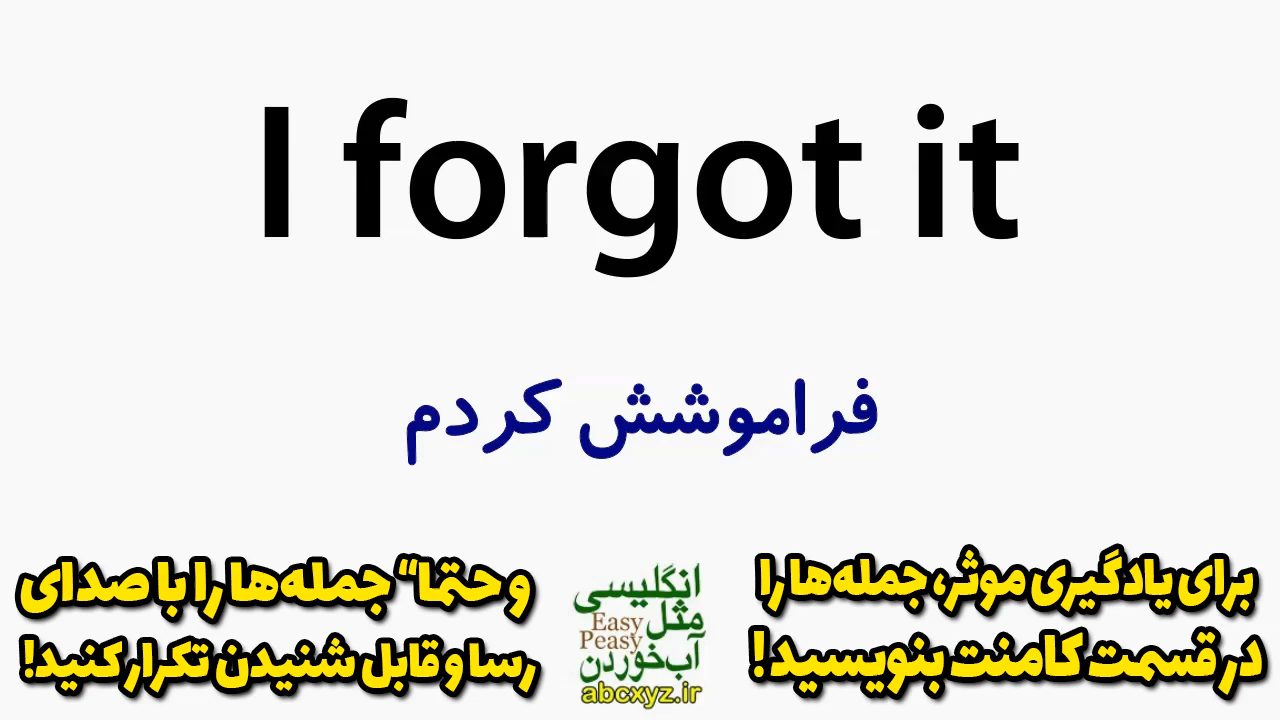 I forgot it
فراموشش کردم
برای یادگیری موثر، جمله‌ها را
در قسمت کامنت بنویسید!
و حتما“ جمله‌ها را با صدای
رسا و قابل شنیدن تکرار کنید!
انگلیسی
مثل
Easy
Peasy
آب خوردن
abcxyz.ir